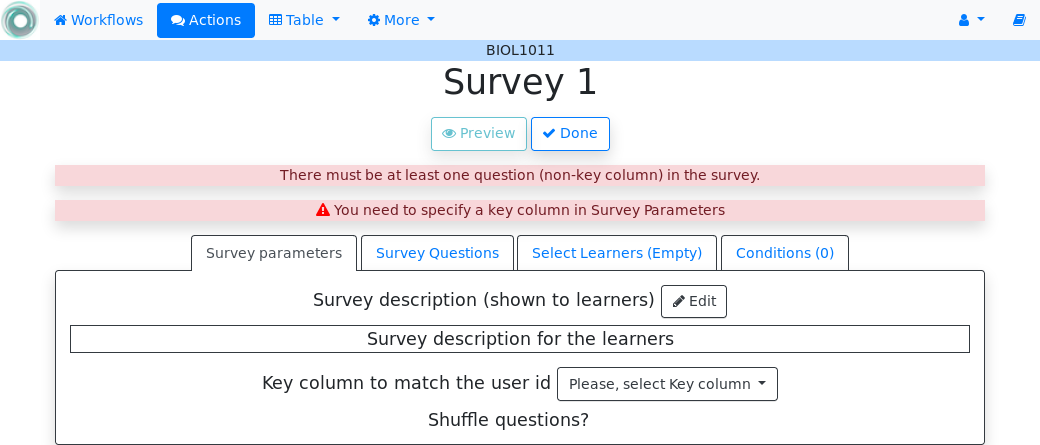 Workflows Actions Table More
BIOL1011
Survey 1
Preview Done
There must be at least one question (non-key column) in the survey.
You need to specify a key column in Survey Parameters
Survey parameters Survey Questions Select Learners (Empty) Conditions (0)
Survey description (shown to learners) Edit
Survey description for the learners
Key column to match the user id Please, select Key column
Shuffle questions?